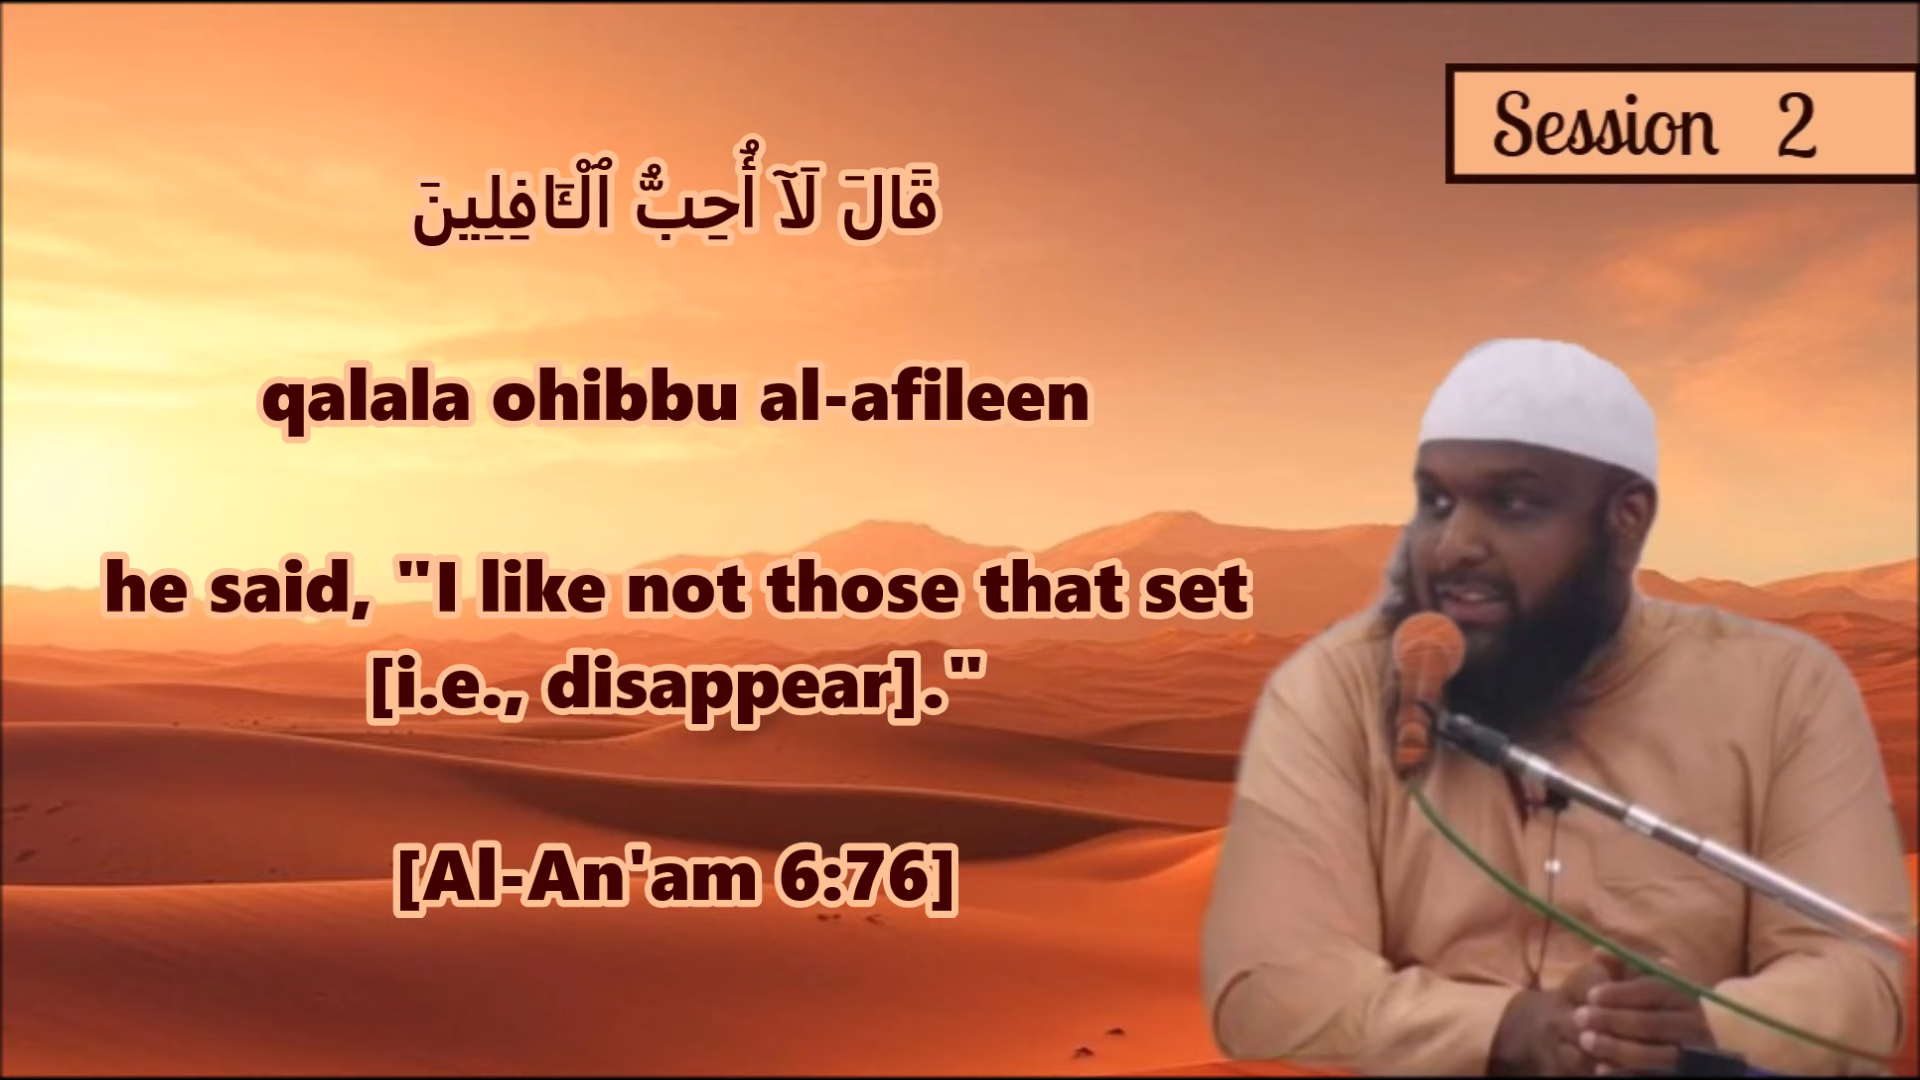 Session 2
قَالَ لَآ أُحِبُّ ٱلْـَٔافِلِينَ
qalala ohibbu al-afileen
he said, "I like not those that set
[i.e., disappear]."
[Al-An'am 6:76]